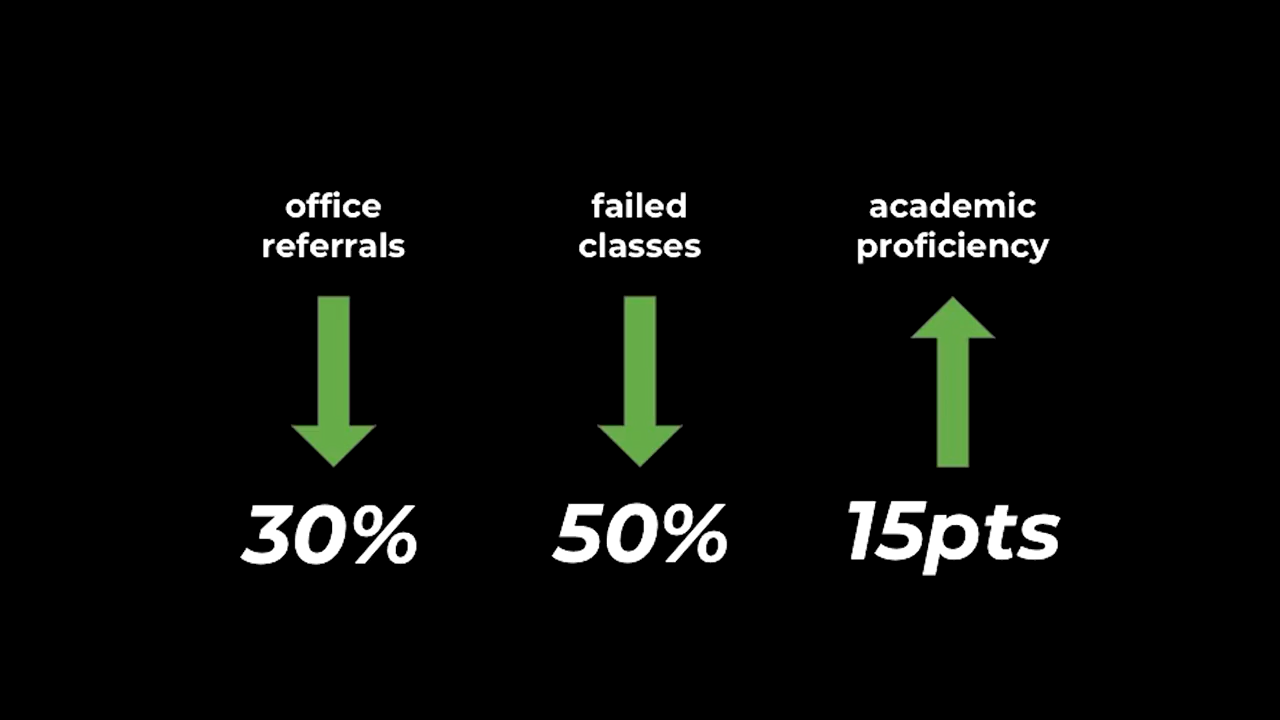 office
referrals
30%
failed
classes
50%
academic
proficiency
15pts